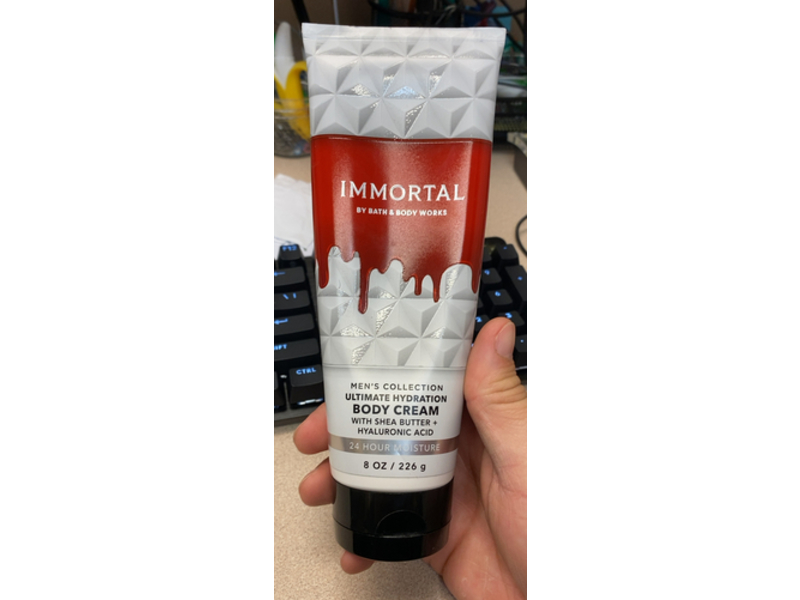 IMMORTAL
BY BATH & BODY WORKS
MEN'S COLLECTION
ULTIMATE HYDRATION
BODY CREAM
WITH SHEA BUTTER +
HYALURONIC ACID
24 HOUR MOISTURE
8 OZ / 226 g
CTRL